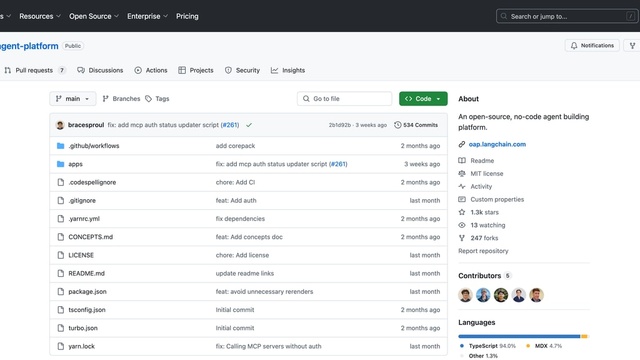 s Resources Open Source Enterprise Pricing Search or jump to... /
gent-platform Public Notifications
Pull requests 7 Discussions Actions Projects Security Insights
main Branches Tags Go to file Code
About
An open-source, no-code agent building
platform.
oap.langchain.com
Readme
MIT license
Activity
Custom properties
1.3k stars
13 watching
247 forks
Report repository
bracesproul fix: add mcp auth status updater script (#261) 2b1d92b · 3 weeks ago 534 Commits
.github/workflows add corepack 2 months ago
apps fix: add mcp auth status updater script (#261) 3 weeks ago
.codespellignore chore: Add CI 2 months ago
.gitignore feat: Add auth last month
.yarnrc.yml fix dependencies 2 months ago
CONCEPTS.md feat: Add concepts doc 2 months ago
LICENSE chore: Add license last month
README.md update readme links last month
package.json feat: avoid unnecessary rerenders last month
tsconfig.json Initial commit 2 months ago
turbo.json Initial commit 2 months ago
yarn.lock fix: Calling MCP servers without auth last month
Contributors 5
Languages
TypeScript 94.0% MDX 4.7%
Other 1.3%